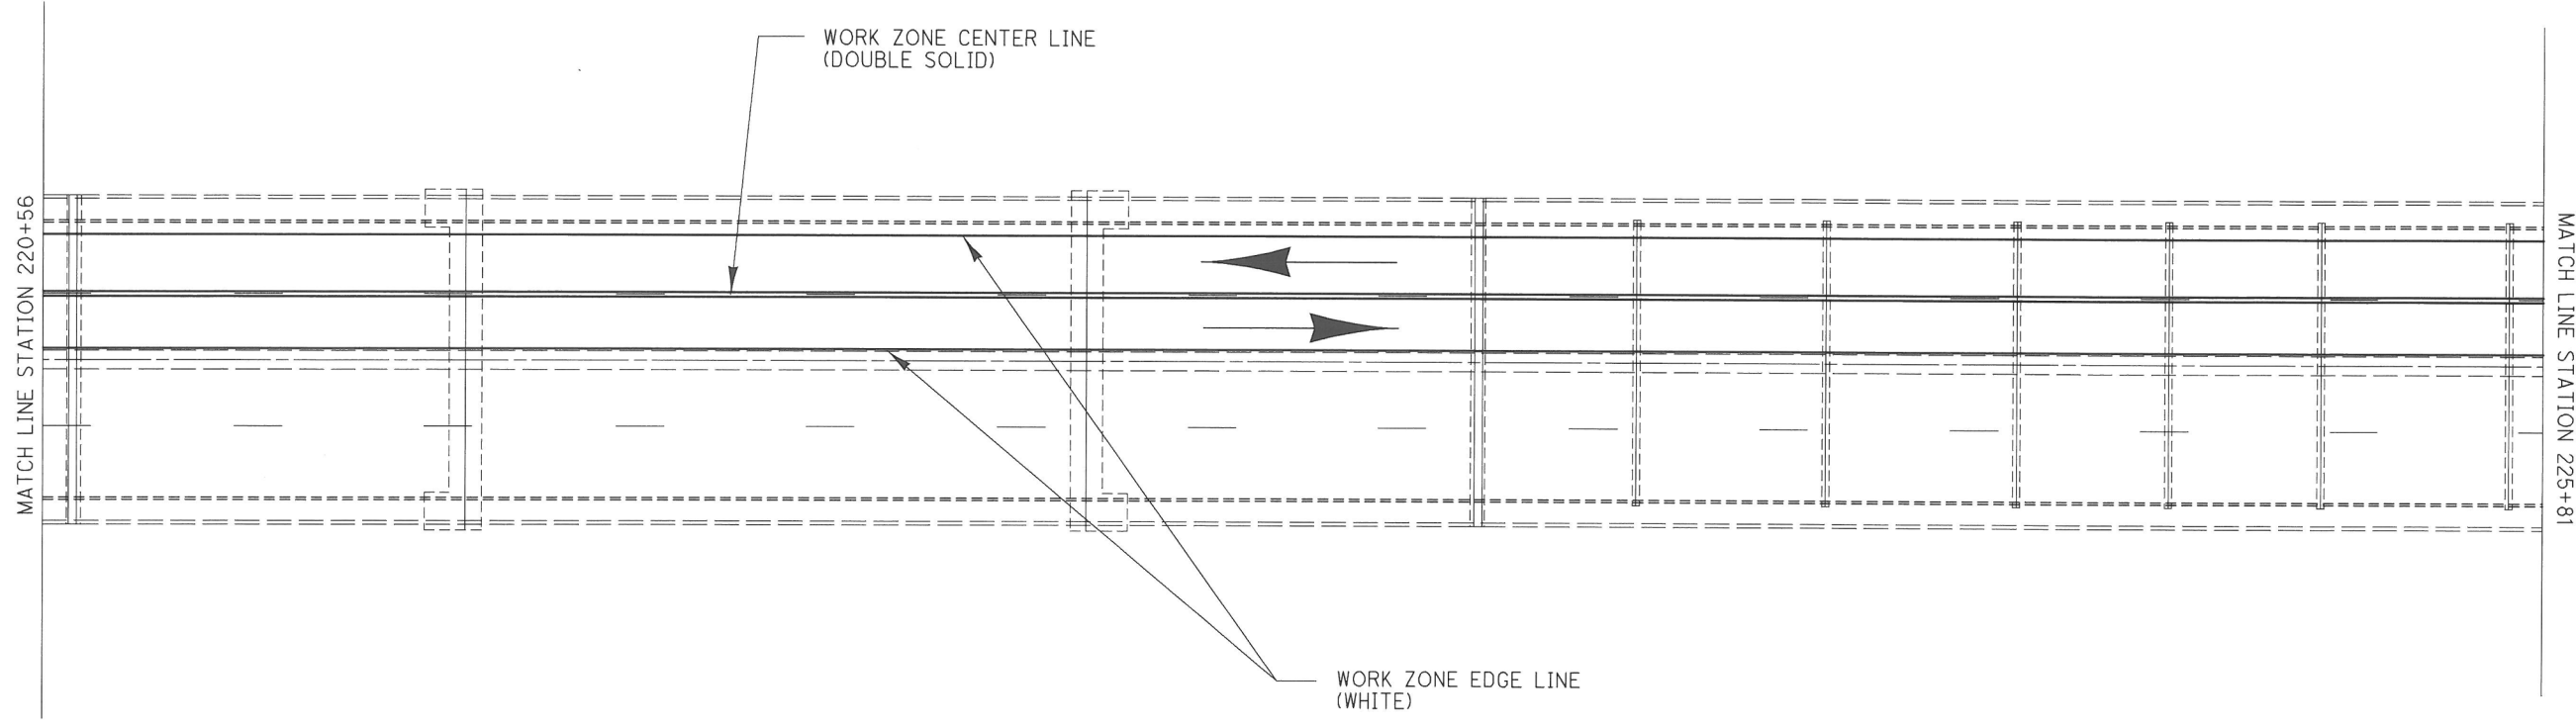 WORK ZONE CENTER LINE
(DOUBLE SOLID)
MATCH LINE STATION 220+56
MATCH LINE STATION 225+81
WORK ZONE EDGE LINE
(WHITE)